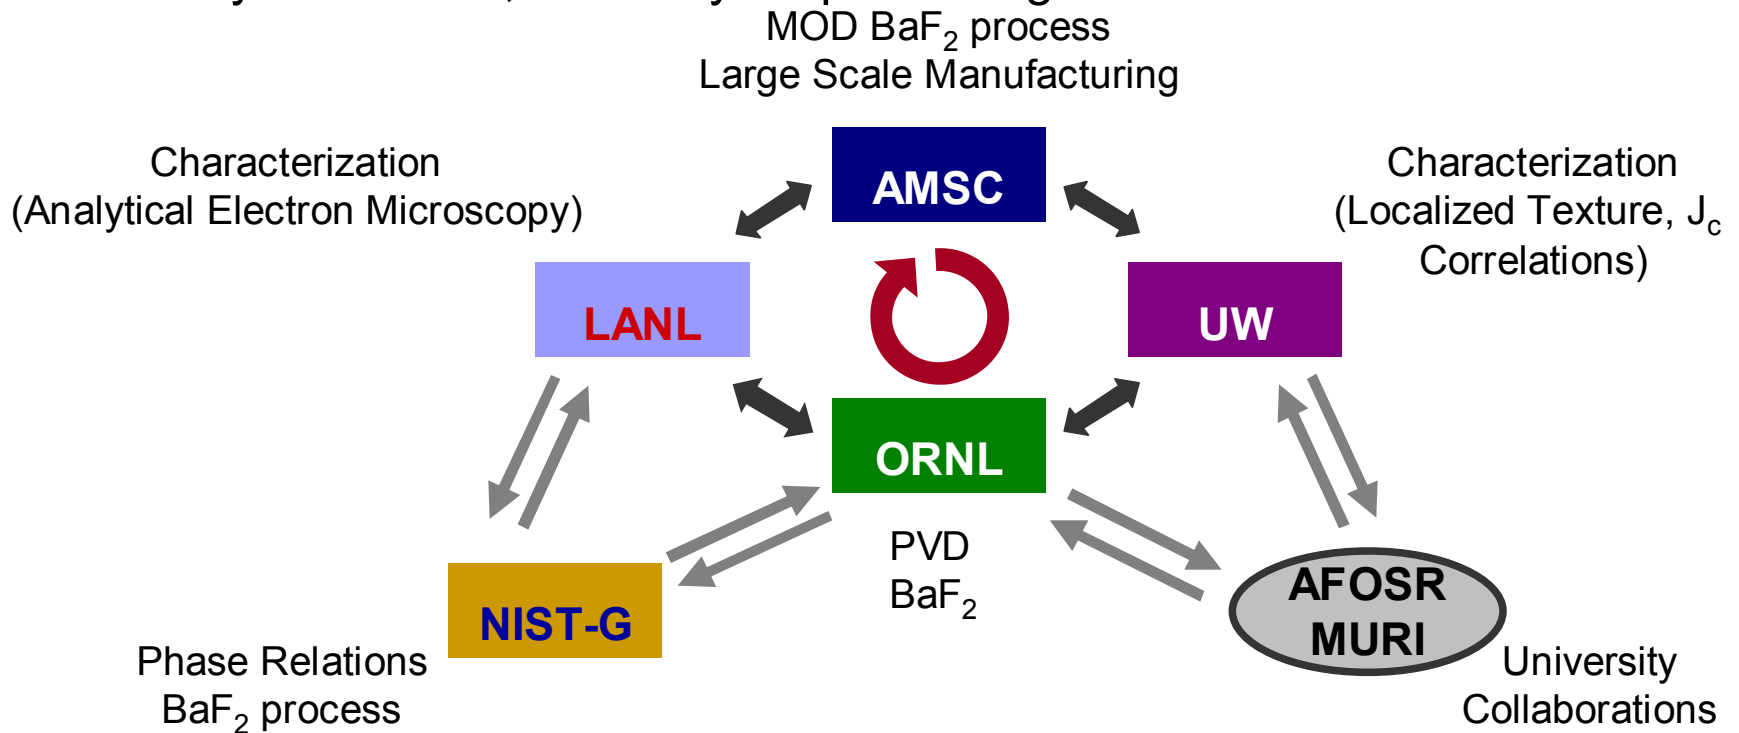 MOD BaF₂ process
Large Scale Manufacturing
Characterization
(Analytical Electron Microscopy)
AMSC
Characterization
(Localized Texture, J_c
Correlations)
LANL
UW
ORNL
PVD
BaF₂
AFOSR
MURI
NIST-G
Phase Relations
BaF₂ process
University
Collaborations